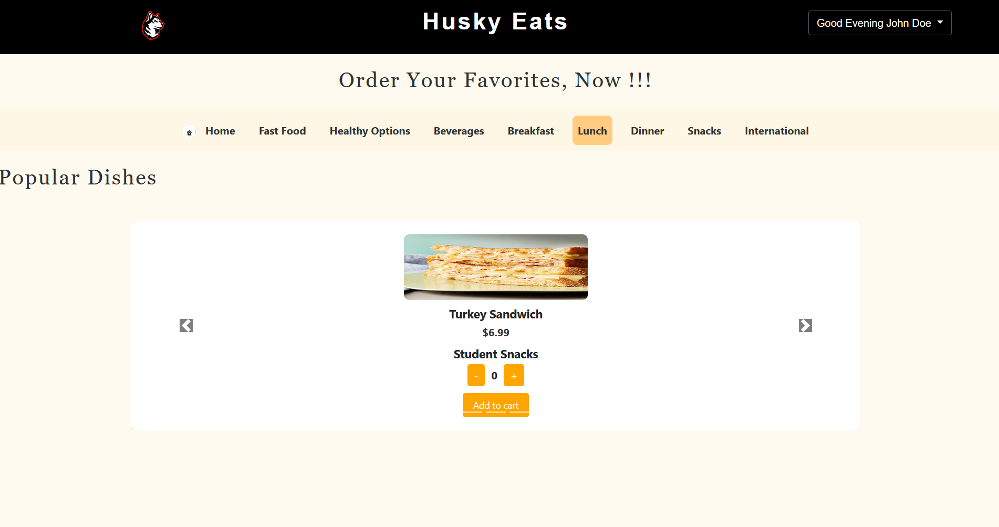 Husky Eats
Good Evening John Doe
Order Your Favorites, Now !!!
Home Fast Food Healthy Options Beverages Breakfast Lunch Dinner Snacks International
Popular Dishes
Turkey Sandwich
$6.99
Student Snacks
- 0 +
Add to cart